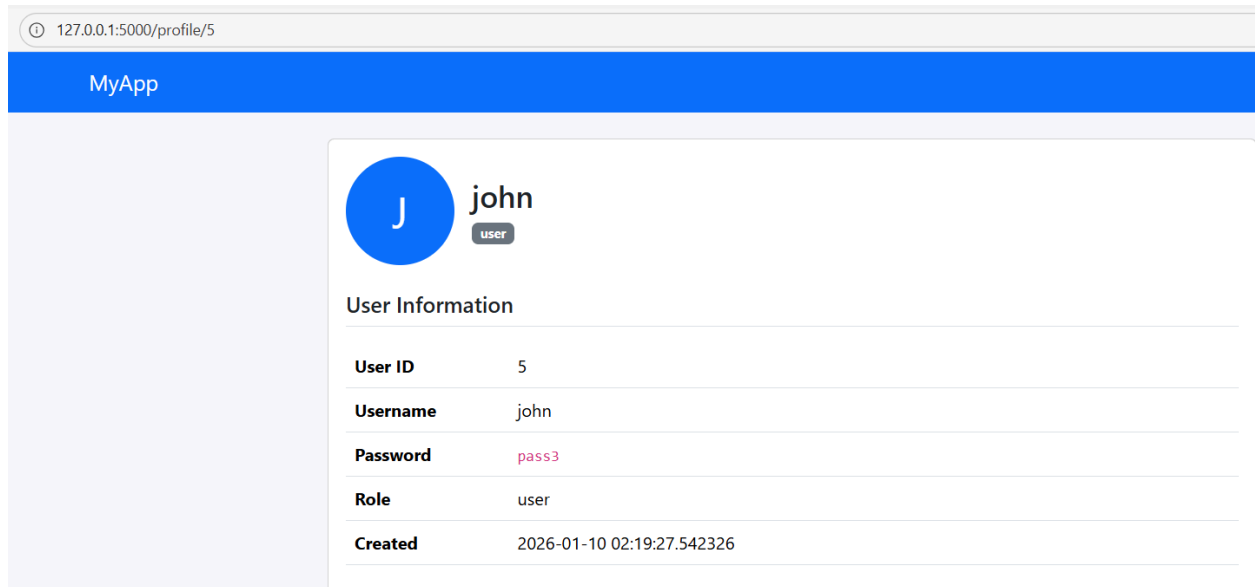 127.0.0.1:5000/profile/5
MyApp
J
john
user
User Information
User ID 5
Username john
Password pass3
Role user
Created 2026-01-10 02:19:27.542326